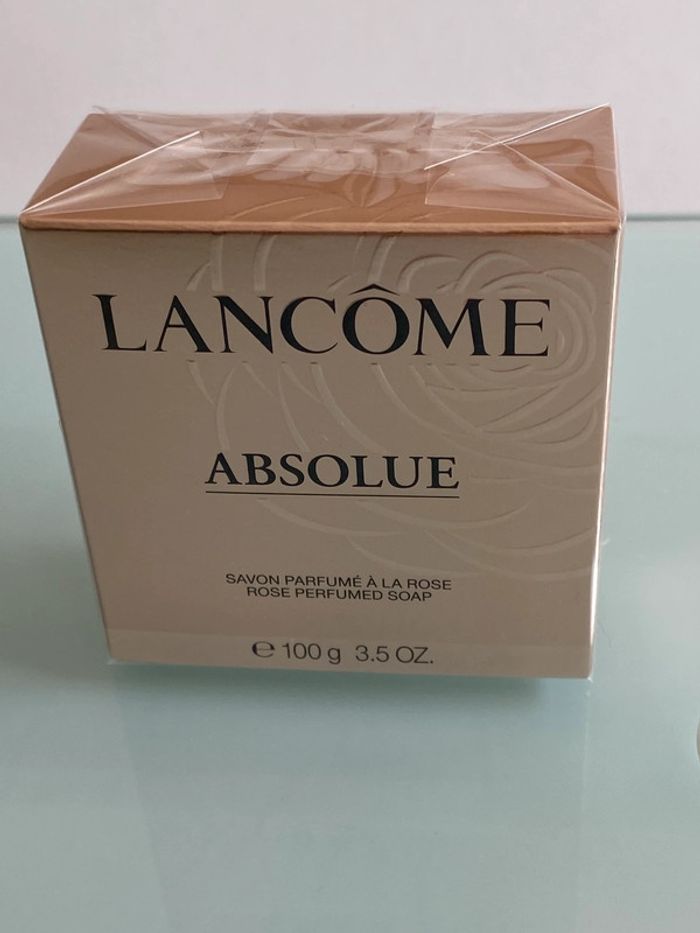 LANCÔME
ABSOLUE
SAVON PARFUMÉ À LA ROSE
ROSE PERFUMED SOAP
℮ 100 g 3.5 OZ.